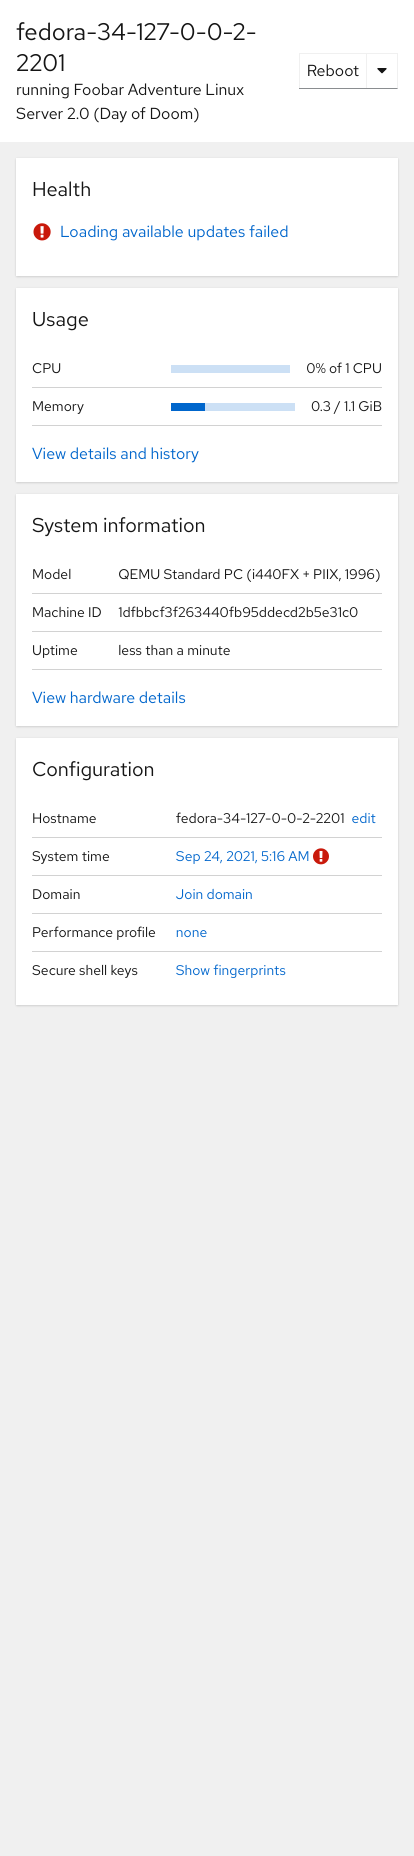 fedora-34-127-0-0-2-
2201
running Foobar Adventure Linux
Server 2.0 (Day of Doom)
Reboot
Health
Loading available updates failed
Usage
CPU 0% of 1 CPU
Memory 0.3 / 1.1 GiB
View details and history
System information
Model QEMU Standard PC (i440FX + PIIX, 1996)
Machine ID 1dfbbcf3f263440fb95ddecd2b5e31c0
Uptime less than a minute
View hardware details
Configuration
Hostname fedora-34-127-0-0-2-2201 edit
System time Sep 24, 2021, 5:16 AM
Domain Join domain
Performance profile none
Secure shell keys Show fingerprints